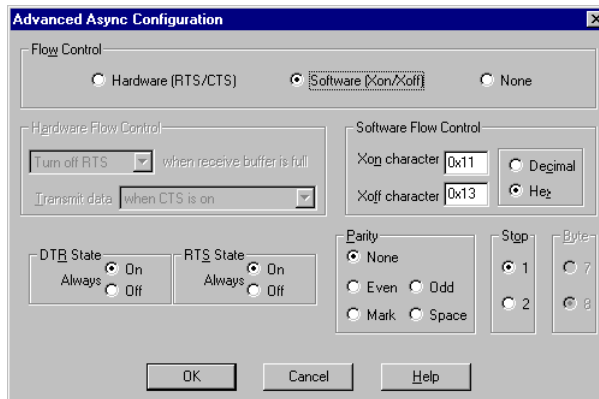 Advanced Async Configuration
Flow Control
Hardware (RTS/CTS)
Software (Xon/Xoff)
None
Hardware Flow Control
Turn off RTS
when receive buffer is full
Transmit data
when CTS is on
Software Flow Control
Xon character 0x11
Xoff character 0x13
Decimal
Hex
DTR State
Always
On
Off
RTS State
Always
On
Off
Parity
None
Even
Odd
Mark
Space
Stop
1
2
Byte
7
8
OK
Cancel
Help